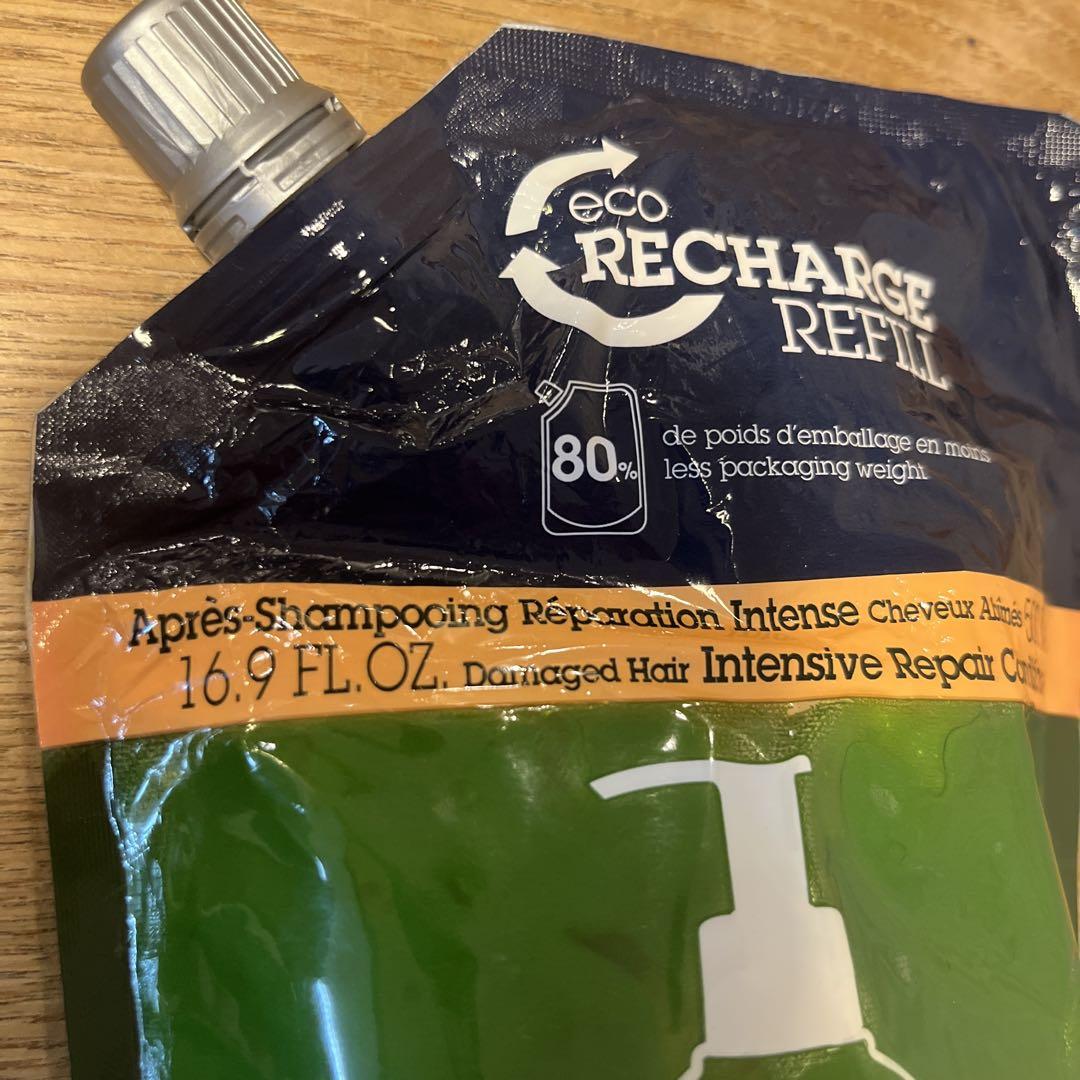 eco
RECHARGE
REFILL
80%
de poids d'emballage en moins
less packaging weight
Après-Shampooing Réparation Intense Cheveux Abîmés
16.9 FL.OZ. Damaged Hair Intensive Repair